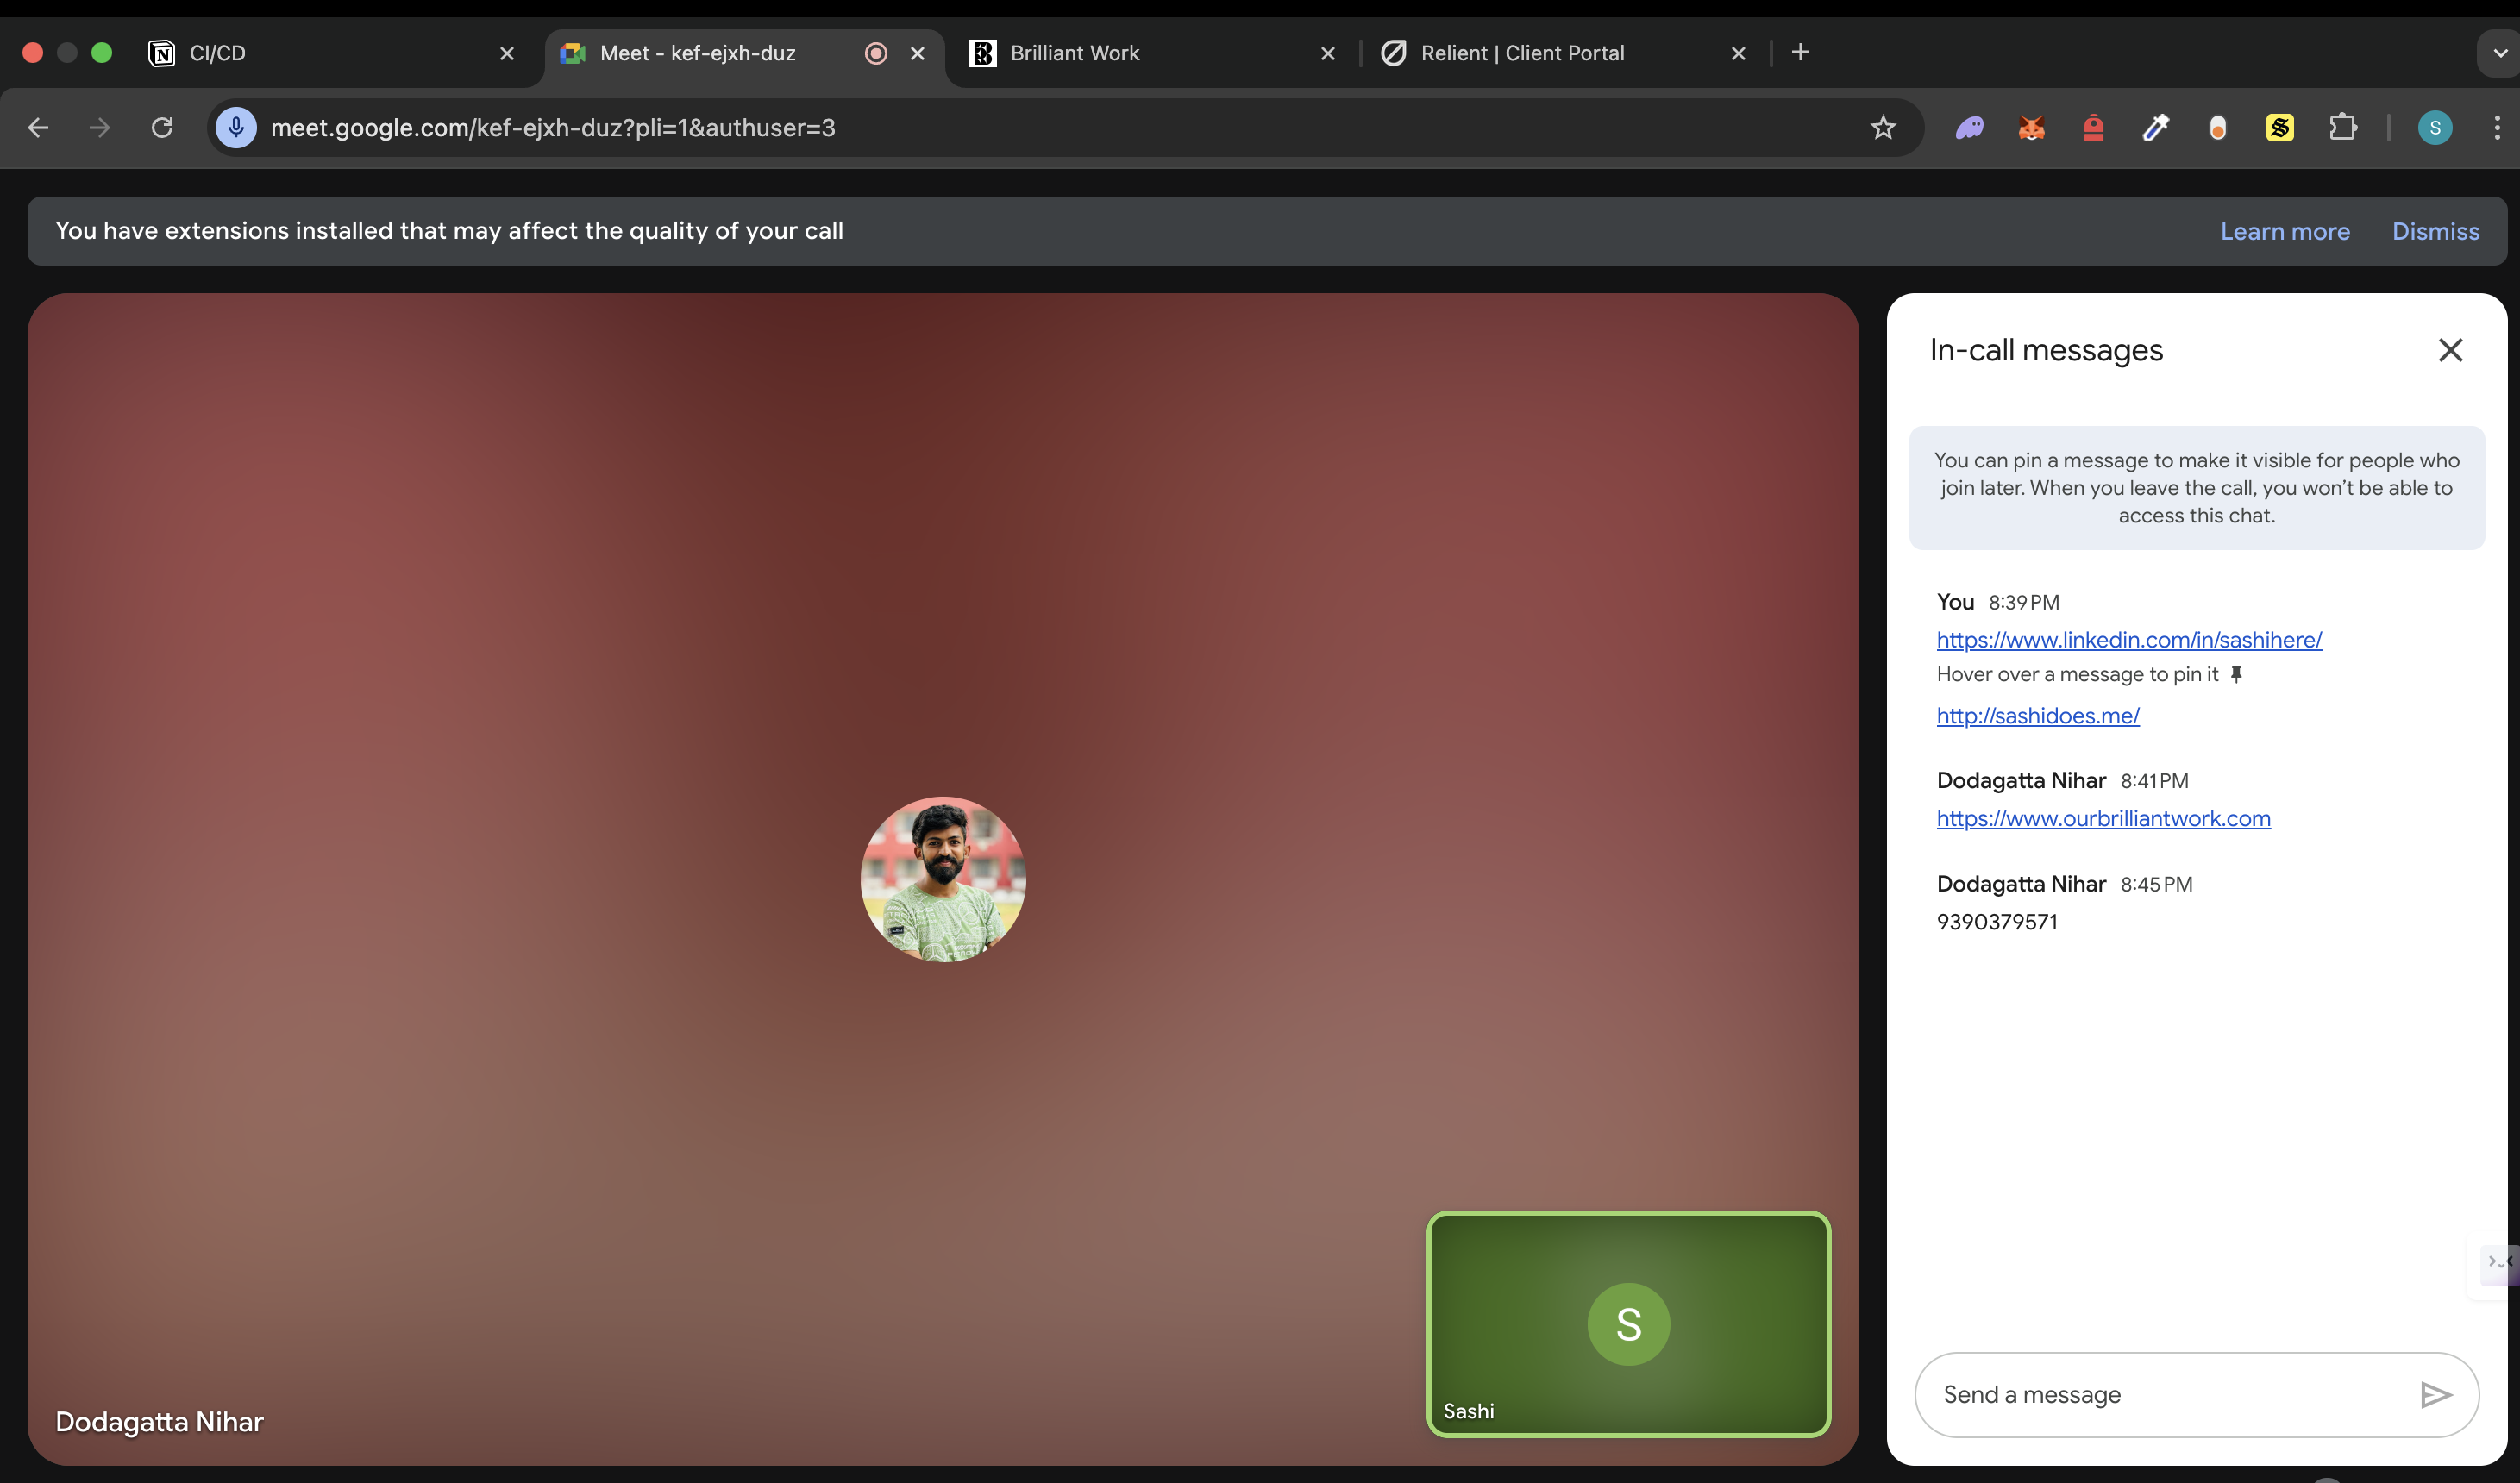 CI/CD
Meet - kef-ejxh-duz
Brilliant Work
Relient | Client Portal
meet.google.com/kef-ejxh-duz?pli=1&authuser=3
S
You have extensions installed that may affect the quality of your call
Learn more
Dismiss
In-call messages
You can pin a message to make it visible for people who
join later. When you leave the call, you won’t be able to
access this chat.
You 8:39 PM
https://www.linkedin.com/in/sashihere/
Hover over a message to pin it
http://sashidoes.me/
Dodagatta Nihar 8:41 PM
https://www.ourbrilliantwork.com
Dodagatta Nihar 8:45 PM
9390379571
S
Sashi
Dodagatta Nihar
Send a message